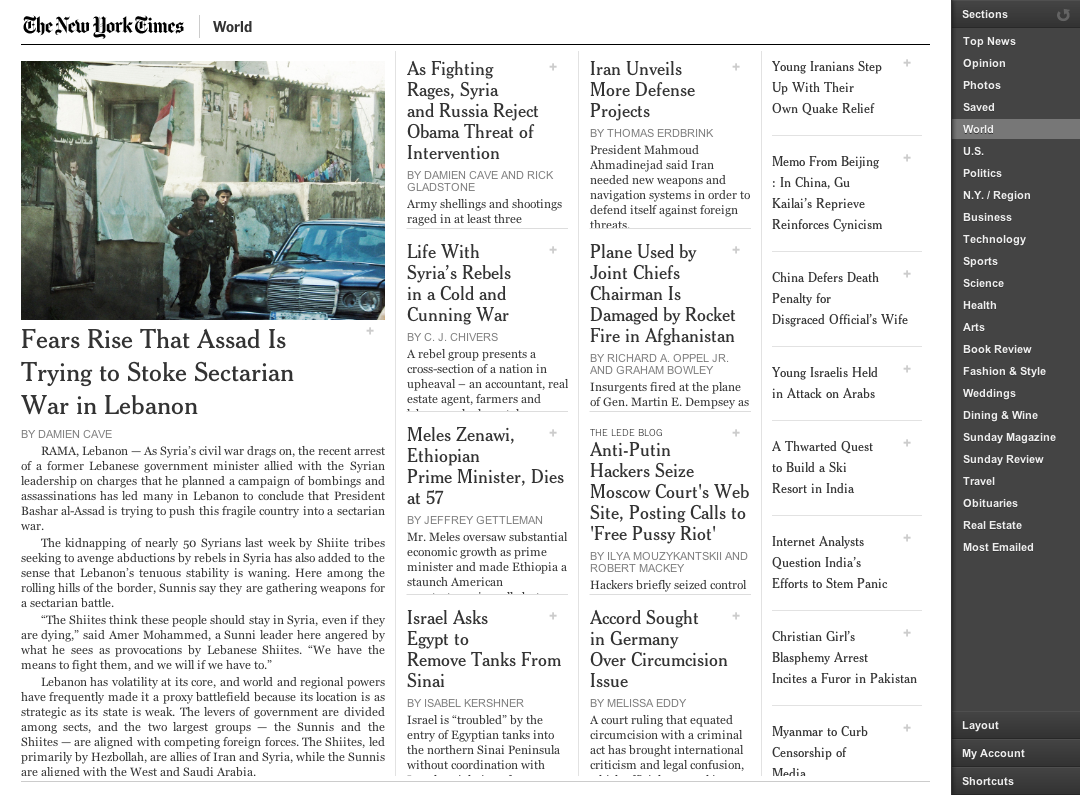 The New York Times
World
Fears Rise That Assad Is
Trying to Stoke Sectarian
War in Lebanon
BY DAMIEN CAVE
RAMA, Lebanon — As Syria’s civil war drags on, the recent arrest
of a former Lebanese government minister allied with the Syrian
leadership on charges that he planned a campaign of bombings and
assassinations has led many in Lebanon to conclude that President
Bashar al-Assad is trying to push this fragile country into a sectarian
war.
The kidnapping of nearly 50 Syrians last week by Shiite tribes
seeking to avenge abductions by rebels in Syria has also added to the
sense that Lebanon’s tenuous stability is waning. Here among the
rolling hills of the border, Sunnis say they are gathering weapons for
a sectarian battle.
“The Shiites think these people should stay in Syria, even if they
are dying,” said Amer Mohammed, a Sunni leader here angered by
what he sees as provocations by Lebanese Shiites. “We have the
means to fight them, and we will if we have to.”
Lebanon has volatility at its core, and world and regional powers
have frequently made it a proxy battlefield because its location is as
strategic as its state is weak. The levers of government are divided
among sects, and the two largest groups — the Sunnis and the
Shiites — are aligned with competing foreign forces. The Shiites, led
primarily by Hezbollah, are allies of Iran and Syria, while the Sunnis
are aligned with the West and Saudi Arabia.
As Fighting
Rages, Syria
and Russia Reject
Obama Threat of
Intervention
BY DAMIEN CAVE AND RICK
GLADSTONE
Army shellings and shootings
raged in at least three
Life With
Syria’s Rebels
in a Cold and
Cunning War
BY C. J. CHIVERS
A rebel group presents a
cross-section of a nation in
upheaval – an accountant, real
estate agent, farmers and
Meles Zenawi,
Ethiopian
Prime Minister, Dies
at 57
BY JEFFREY GETTLEMAN
Mr. Meles oversaw substantial
economic growth as prime
minister and made Ethiopia a
staunch American
Israel Asks
Egypt to
Remove Tanks From
Sinai
BY ISABEL KERSHNER
Israel is “troubled” by the
entry of Egyptian tanks into
the northern Sinai Peninsula
without coordination with
Iran Unveils
More Defense
Projects
BY THOMAS ERDBRINK
President Mahmoud
Ahmadinejad said Iran
needed new weapons and
navigation systems in order to
defend itself against foreign
threats.
Plane Used by
Joint Chiefs
Chairman Is
Damaged by Rocket
Fire in Afghanistan
BY RICHARD A. OPPEL JR.
AND GRAHAM BOWLEY
Insurgents fired at the plane
of Gen. Martin E. Dempsey as
THE LEDE BLOG
Anti-Putin
Hackers Seize
Moscow Court's Web
Site, Posting Calls to
'Free Pussy Riot'
BY ILYA MOUZYKANTSKII AND
ROBERT MACKEY
Hackers briefly seized control
Accord Sought
in Germany
Over Circumcision
Issue
BY MELISSA EDDY
A court ruling that equated
circumcision with a criminal
act has brought international
criticism and legal confusion,
Young Iranians Step
Up With Their
Own Quake Relief
Memo From Beijing
: In China, Gu
Kailai’s Reprieve
Reinforces Cynicism
China Defers Death
Penalty for
Disgraced Official’s Wife
Young Israelis Held
in Attack on Arabs
A Thwarted Quest
to Build a Ski
Resort in India
Internet Analysts
Question India’s
Efforts to Stem Panic
Christian Girl’s
Blasphemy Arrest
Incites a Furor in Pakistan
Myanmar to Curb
Censorship of
Media
Sections
Top News
Opinion
Photos
Saved
World
U.S.
Politics
N.Y. / Region
Business
Technology
Sports
Science
Health
Arts
Book Review
Fashion & Style
Weddings
Dining & Wine
Sunday Magazine
Sunday Review
Travel
Obituaries
Real Estate
Most Emailed
Layout
My Account
Shortcuts